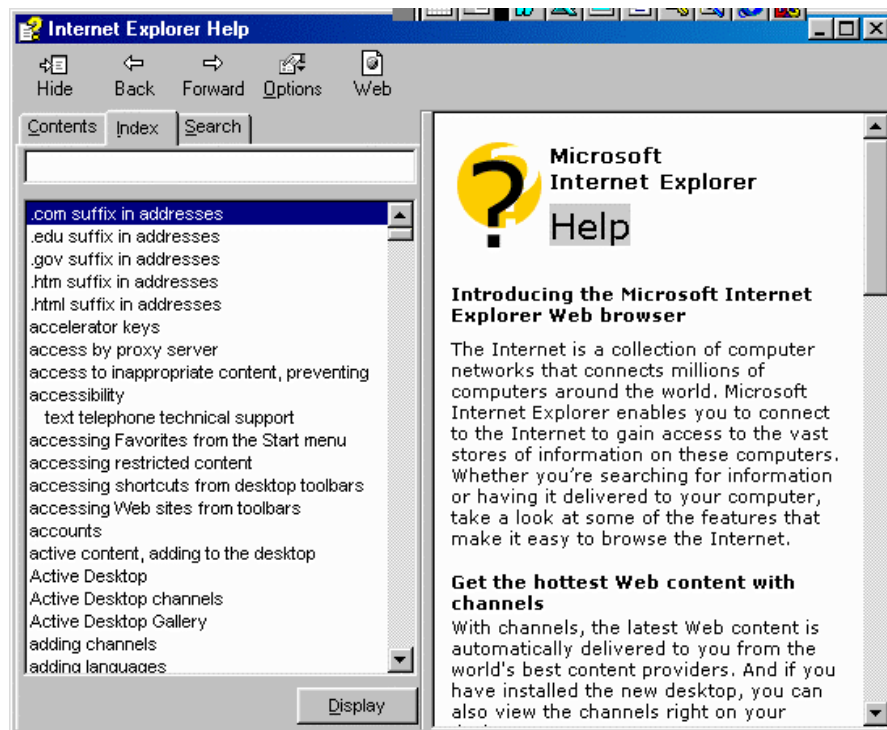 Internet Explorer Help
Hide Back Forward Options Web
Contents Index Search
.com suffix in addresses
.edu suffix in addresses
.gov suffix in addresses
.htm suffix in addresses
.html suffix in addresses
accelerator keys
access by proxy server
access to inappropriate content, preventing
accessibility
text telephone technical support
accessing Favorites from the Start menu
accessing restricted content
accessing shortcuts from desktop toolbars
accessing Web sites from toolbars
accounts
active content, adding to the desktop
Active Desktop
Active Desktop channels
Active Desktop Gallery
adding channels
adding languages
Display
Microsoft
Internet Explorer
Help
Introducing the Microsoft Internet
Explorer Web browser
The Internet is a collection of computer
networks that connects millions of
computers around the world. Microsoft
Internet Explorer enables you to connect
to the Internet to gain access to the vast
stores of information on these computers.
Whether you're searching for information
or having it delivered to your computer,
take a look at some of the features that
make it easy to browse the Internet.
Get the hottest Web content with
channels
With channels, the latest Web content is
automatically delivered to you from the
world's best content providers. And if you
have installed the new desktop, you can
also view the channels right on your